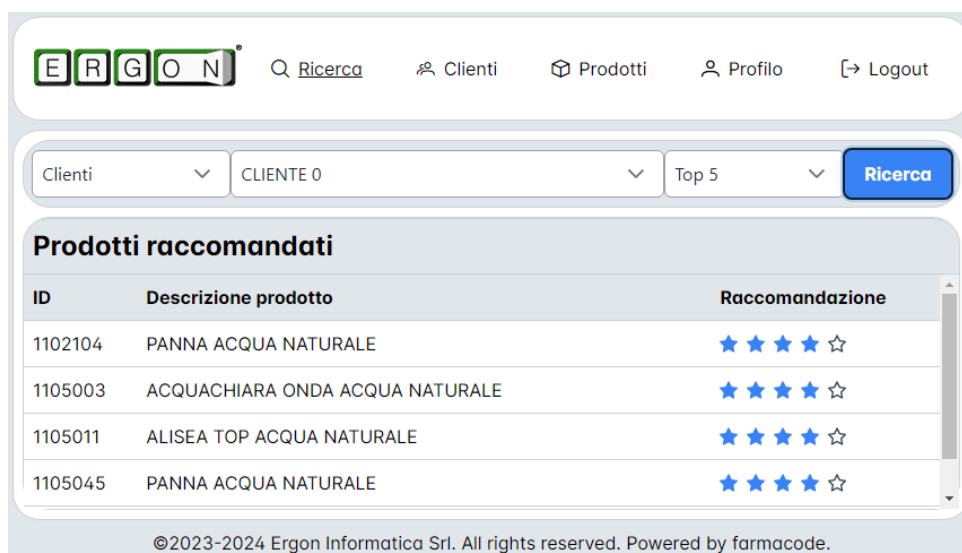 ERGON® Ricerca Clienti Prodotti Profilo Logout
Clienti CLIENTE 0 Top 5 Ricerca
Prodotti raccomandati
ID Descrizione prodotto Raccomandazione
1102104 PANNA ACQUA NATURALE
1105003 ACQUACHIARA ONDA ACQUA NATURALE
1105011 ALISEA TOP ACQUA NATURALE
1105045 PANNA ACQUA NATURALE
©2023-2024 Ergon Informatica Srl. All rights reserved. Powered by farmacode.